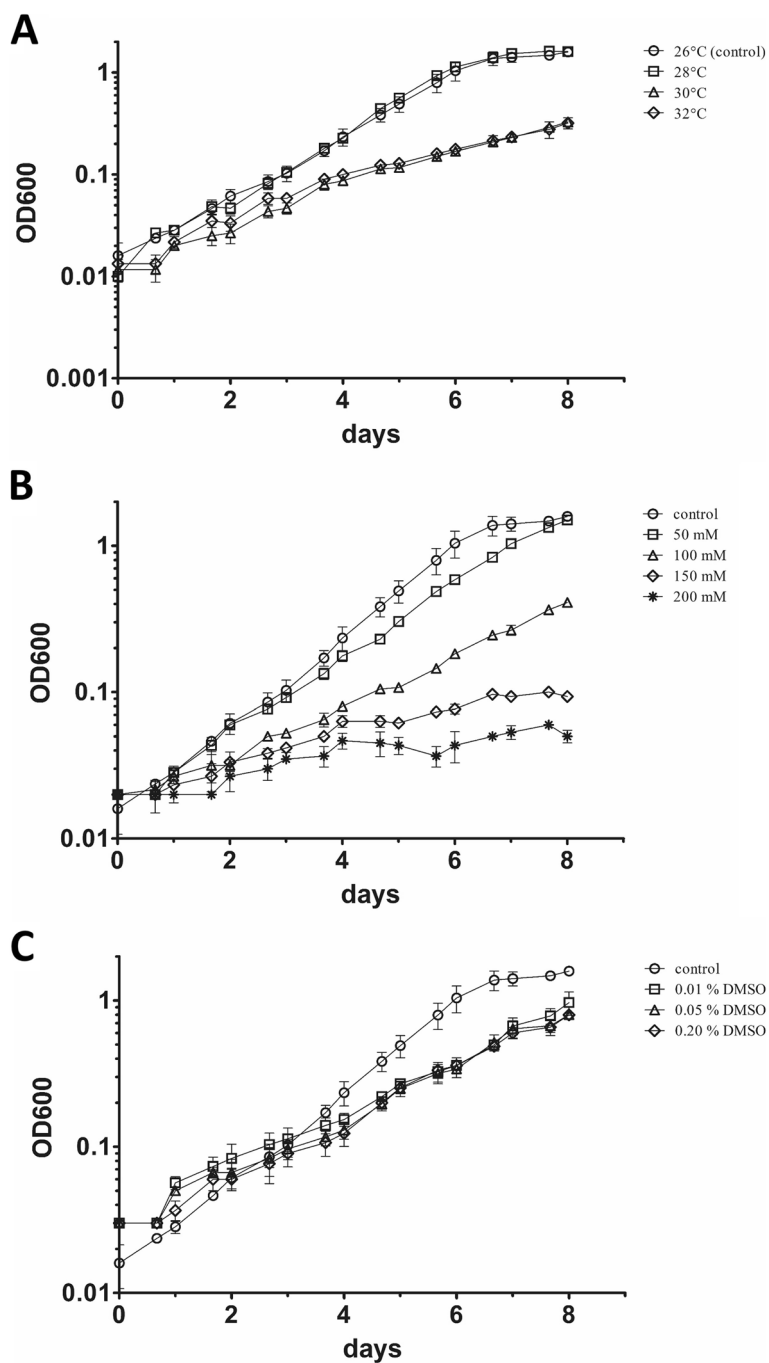 A
26°C (control)
28°C
30°C
32°C
OD600
1
0.1
0.01
0.001
0 2 4 6 8
days
B
control
50 mM
100 mM
150 mM
200 mM
OD600
1
0.1
0.01
0 2 4 6 8
days
C
control
0.01 % DMSO
0.05 % DMSO
0.20 % DMSO
OD600
1
0.1
0.01
0 2 4 6 8
days